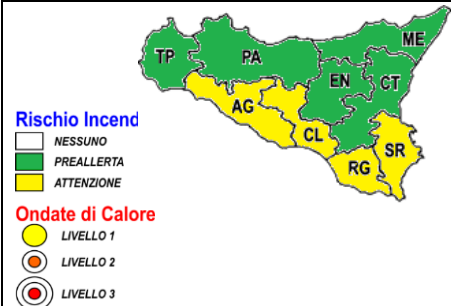 ME
TP
PA
EN
CT
AG
CL
SR
RG
Rischio Incend
NESSUNO
PREALLERTA
ATTENZIONE
Ondate di Calore
LIVELLO 1
LIVELLO 2
LIVELLO 3